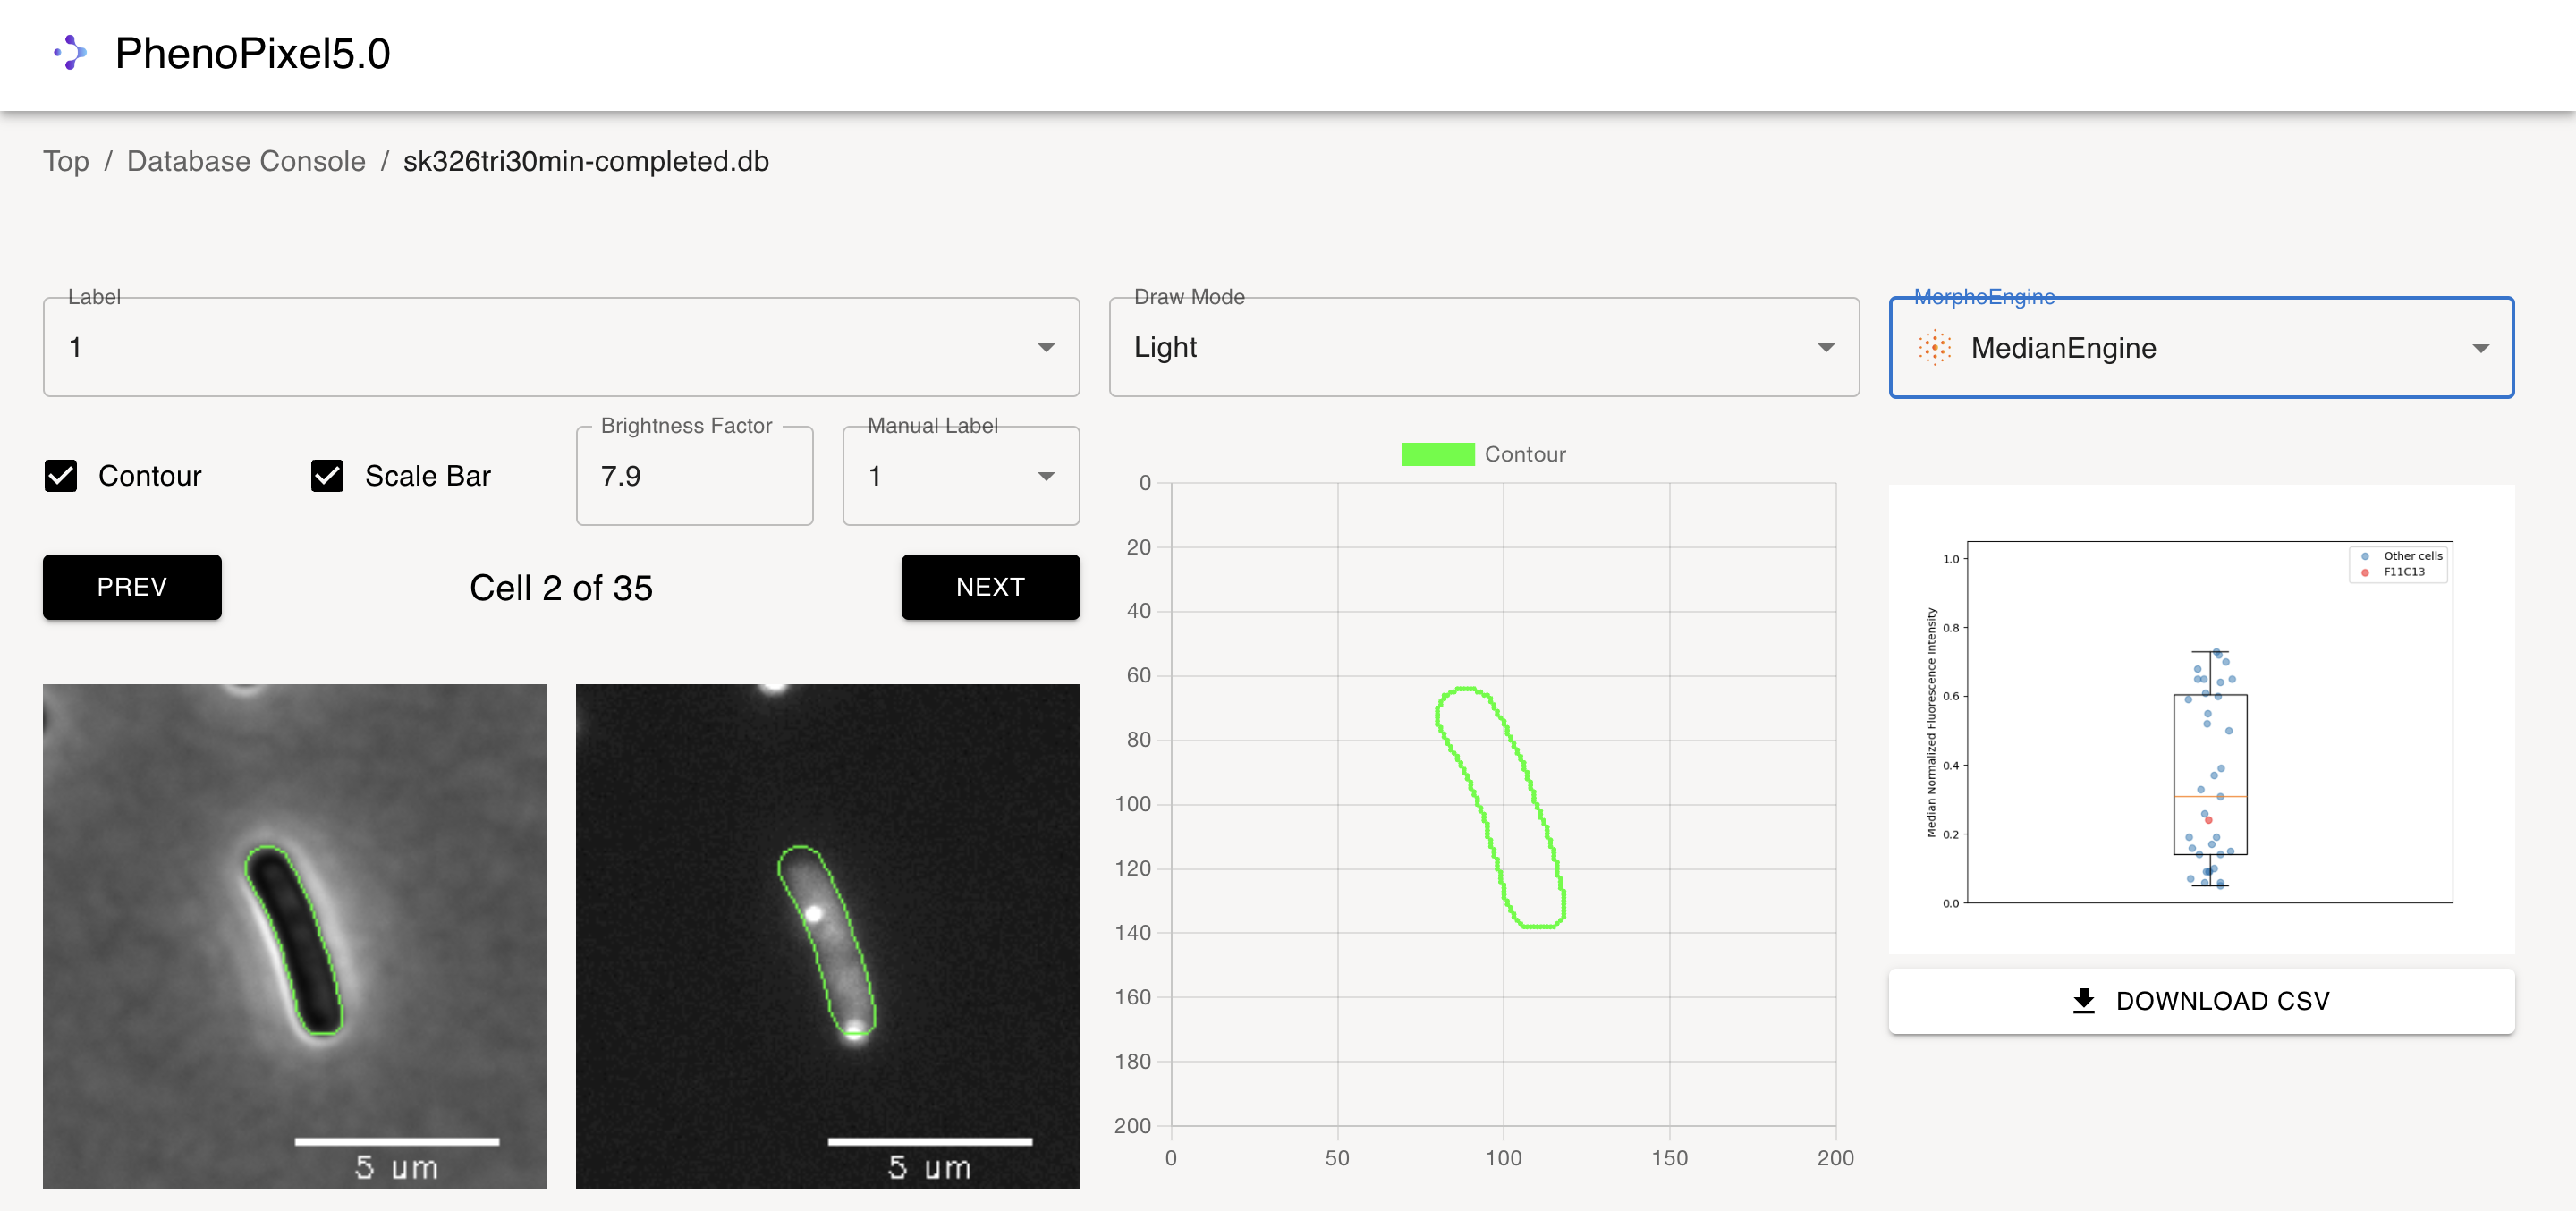 PhenoPixel5.0
Top / Database Console / sk326tri30min-completed.db
Label
1
Draw Mode
Light
MorphoEngine
MedianEngine
Contour
Scale Bar
Brightness Factor
7.9
Manual Label
1
PREV
Cell 2 of 35
NEXT
5 um
5 um
Contour
0
20
40
60
80
100
120
140
160
180
200
0
50
100
150
200
Other cells
F11C13
Median Normalized Fluorescence Intensity
1.0
0.8
0.6
0.4
0.2
0.0
DOWNLOAD CSV